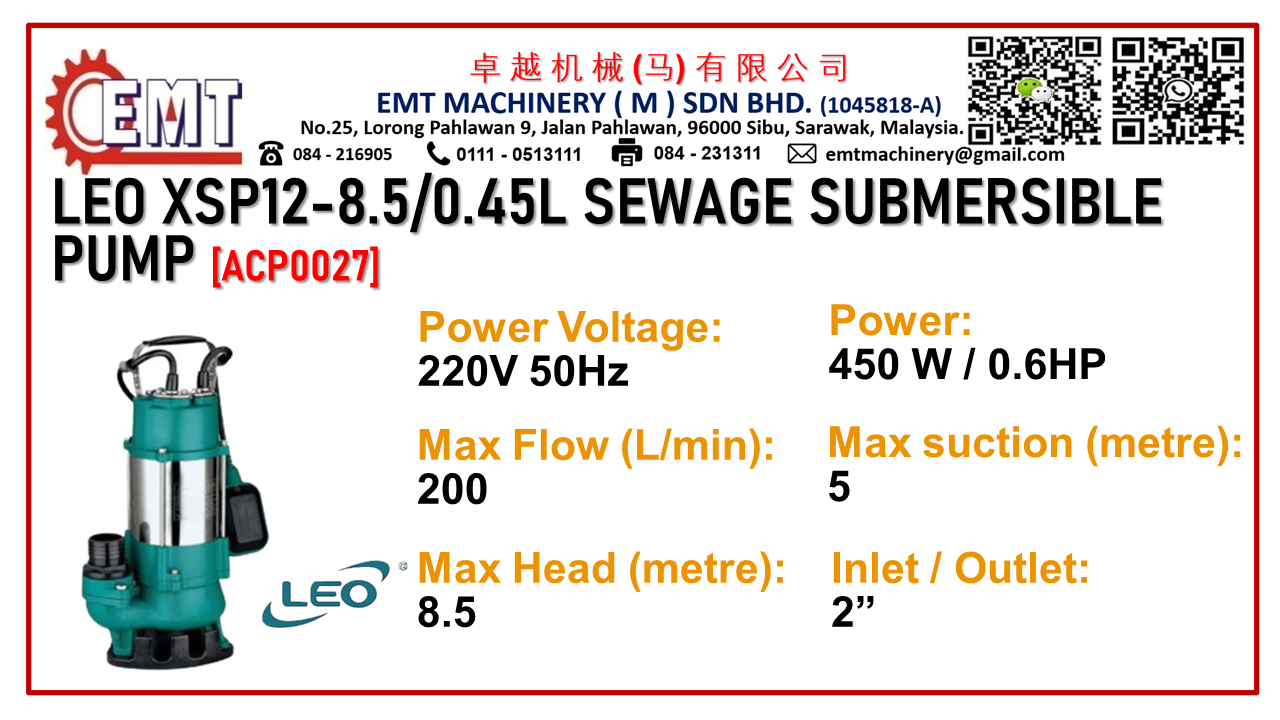 EMT
卓越机械(马)有限公司
EMT MACHINERY ( M ) SDN BHD. (1045818-A)
No.25, Lorong Pahlawan 9, Jalan Pahlawan, 96000 Sibu, Sarawak, Malaysia.
084 - 216905 0111 - 0513111 084 - 231311 emtmachinery@gmail.com
LEO XSP12-8.5/0.45L SEWAGE SUBMERSIBLE
PUMP [ACP0027]
Power Voltage:
220V 50Hz
Power:
450 W / 0.6HP
Max Flow (L/min):
200
Max suction (metre):
5
Max Head (metre):
8.5
Inlet / Outlet:
2”
LEO